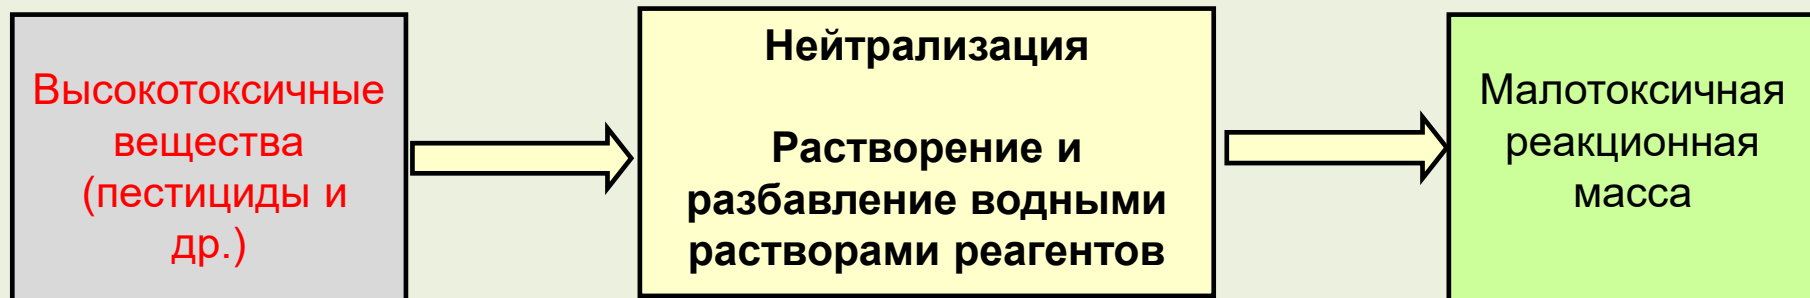 Высокотоксичные
вещества
(пестициды и
др.)
Нейтрализация
Растворение и
разбавление водными
растворами реагентов
Малотоксичная
реакционная
масса